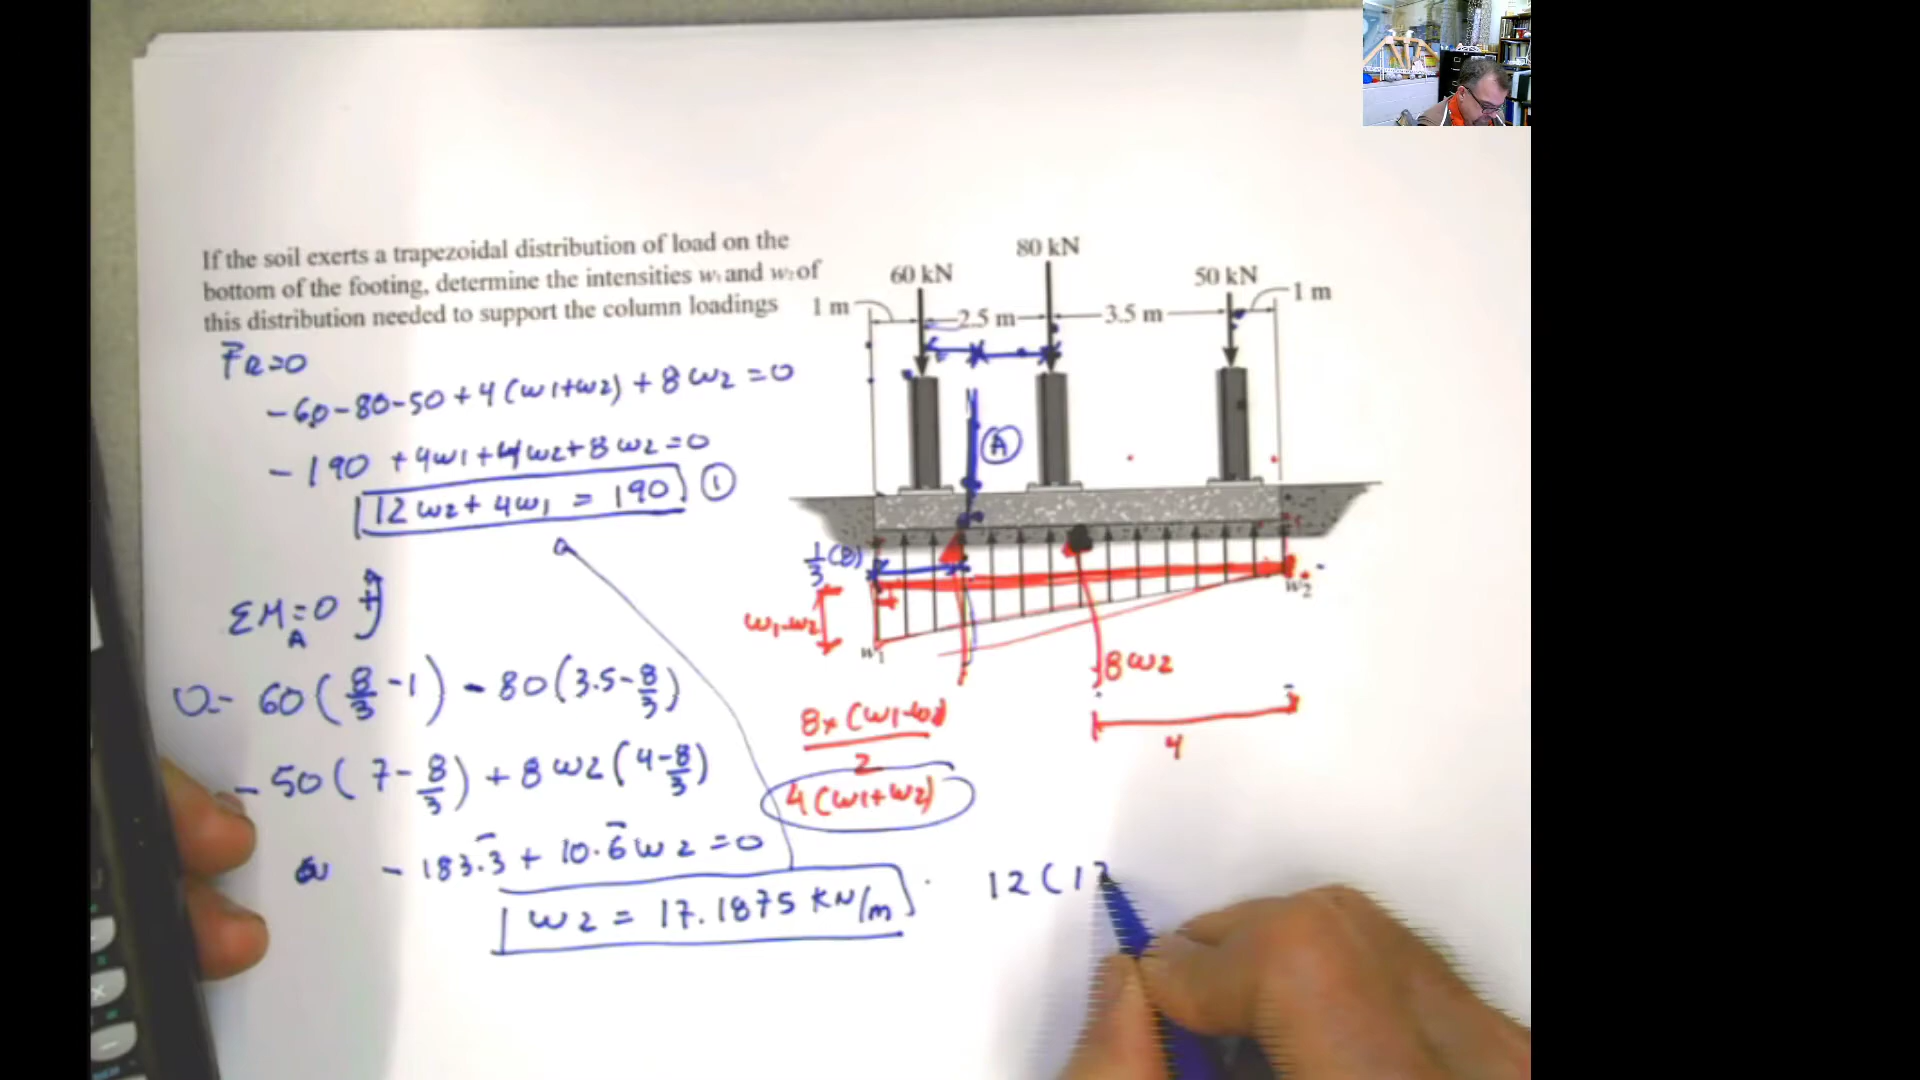 If the soil exerts a trapezoidal distribution of load on the
bottom of the footing, determine the intensities w₁ and w₂ of
this distribution needed to support the column loadings
60 kN
80 kN
50 kN
1 m
2.5 m
3.5 m
1 m
FR=0
-60-80-50+4(w1+w2)+8w2=0
-190+4w1+4w2+8w2=0
12w2+4w1=190 ①
A
ΣM=0 +
A
0- 60(8/3-1)-80(3.5-8/3)
-50(7-8/3)+8w2(4-8/3)
-183.3̅+10.6̅w2=0
w2=17.1875 KN/m
1/3(8)
w1-w2
w1
w2
8w2
4
2
4(w1+w2)
12(1